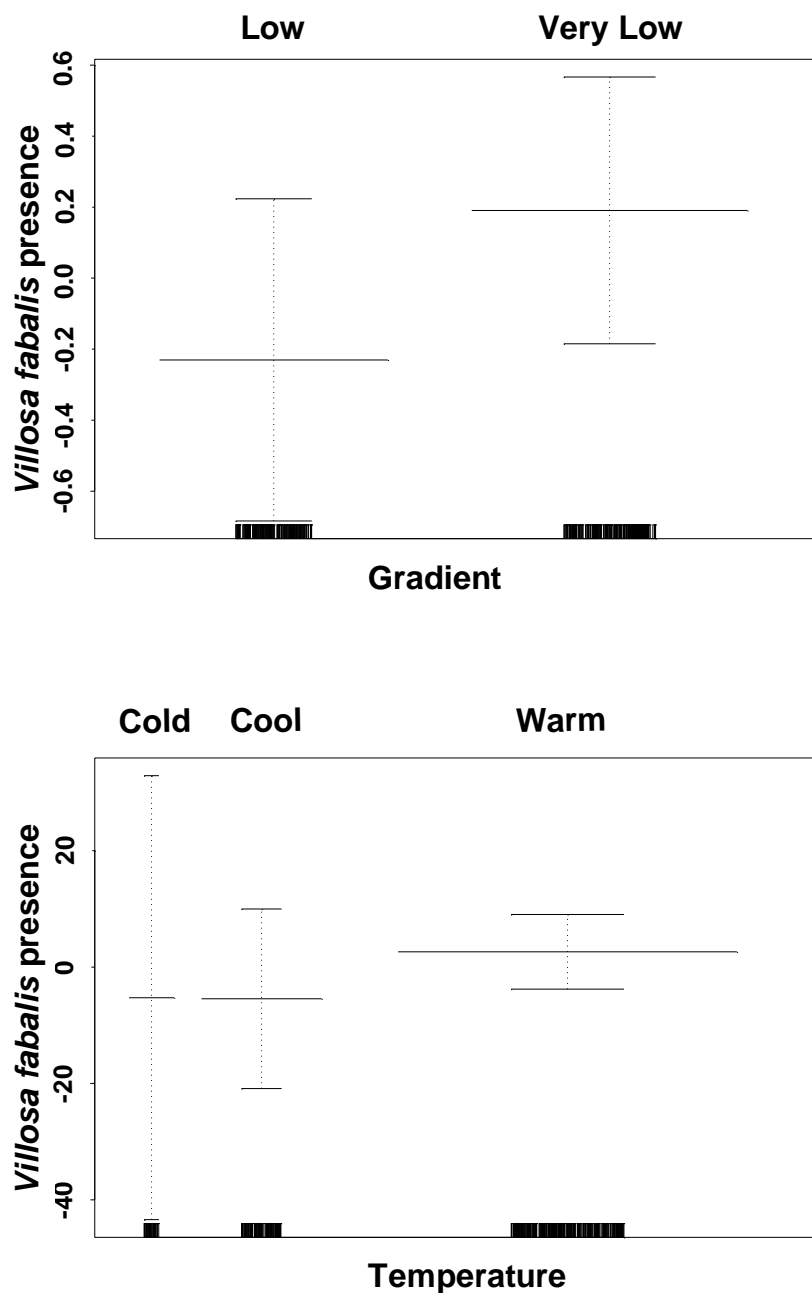 Low Very Low
Villosa fabalis presence
0.6
0.4
0.2
0.0
-0.2
-0.4
-0.6
Gradient
Cold Cool Warm
Villosa fabalis presence
20
0
-20
-40
Temperature